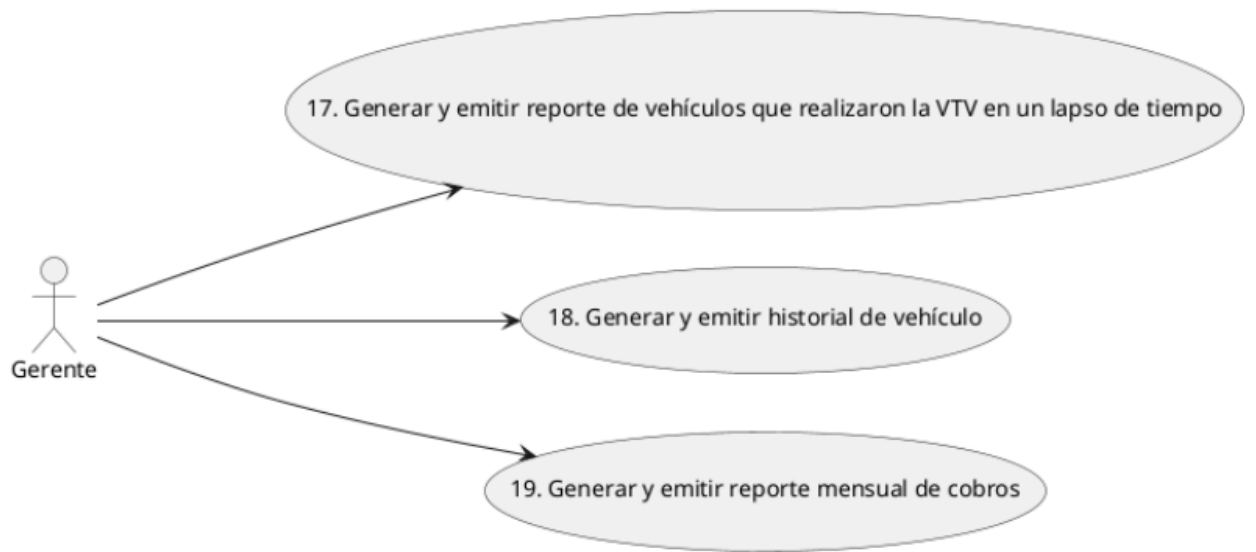 17. Generar y emitir reporte de vehículos que realizaron la VTV en un lapso de tiempo
18. Generar y emitir historial de vehículo
Gerente
19. Generar y emitir reporte mensual de cobros